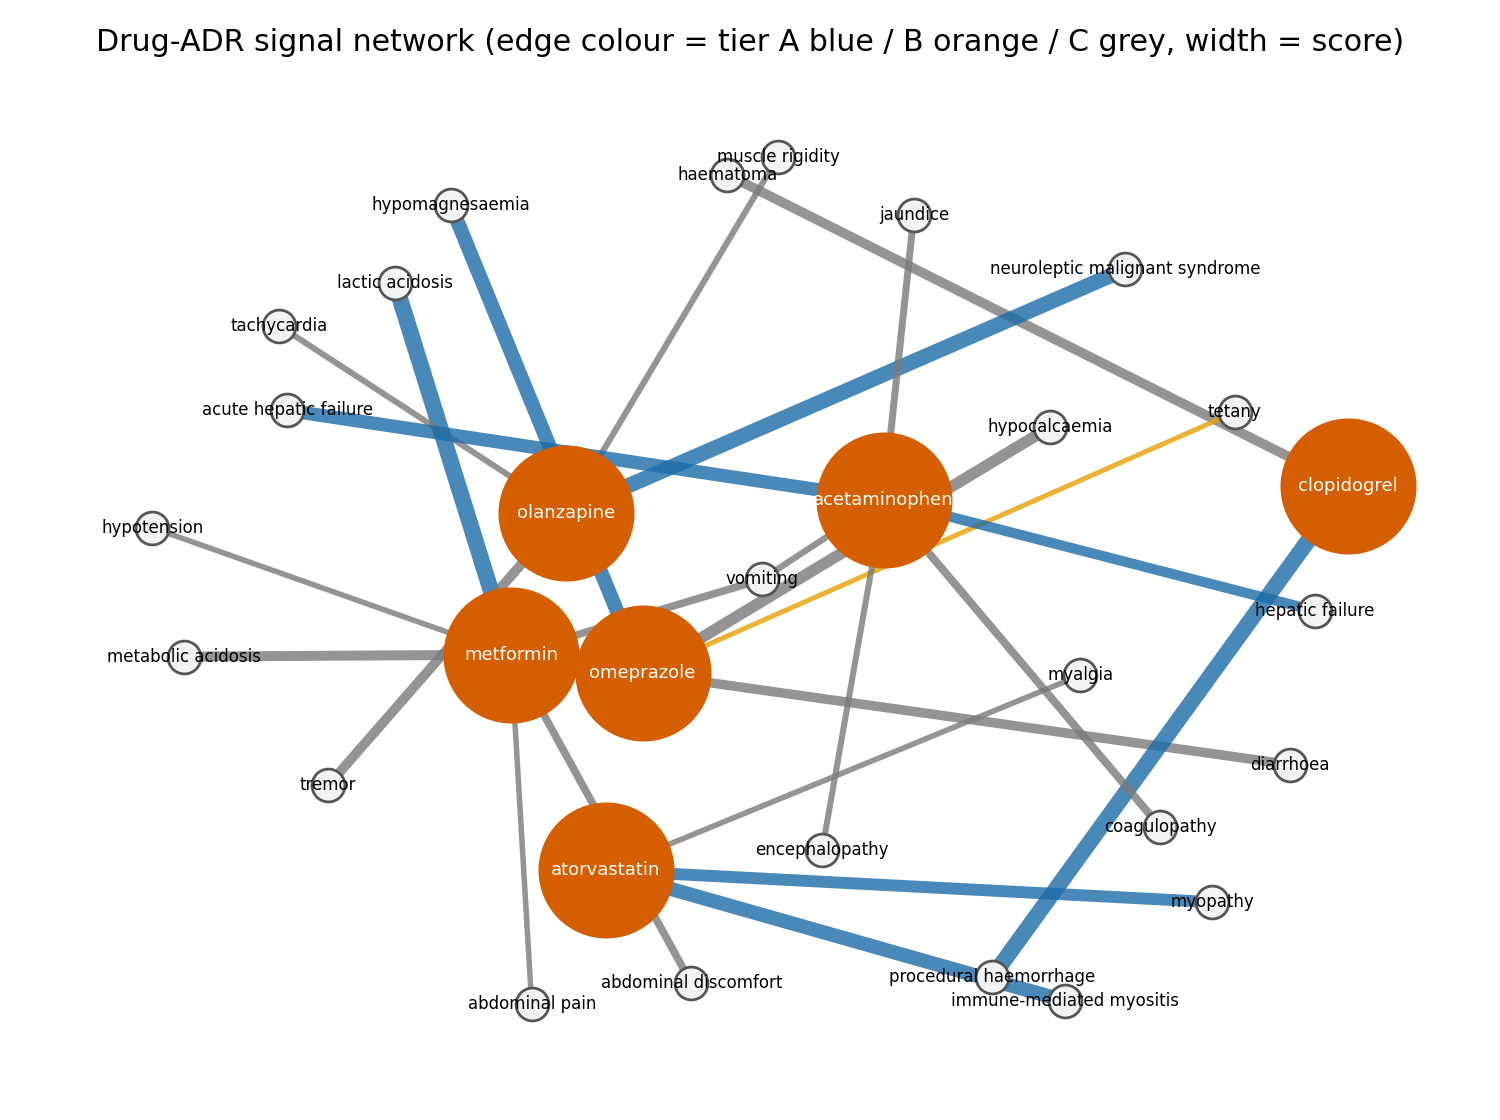 Drug-ADR signal network (edge colour = tier A blue / B orange / C grey, width = score)
muscle rigidity
haematoma
hypomagnesaemia
jaundice
neuroleptic malignant syndrome
lactic acidosis
tachycardia
acute hepatic failure
tetany
hypocalcaemia
clopidogrel
acetaminophen
olanzapine
hypotension
vomiting
hepatic failure
metformin
metabolic acidosis
omeprazole
myalgia
diarrhoea
tremor
coagulopathy
encephalopathy
atorvastatin
myopathy
procedural haemorrhage
abdominal discomfort
immune-mediated myositis
abdominal pain